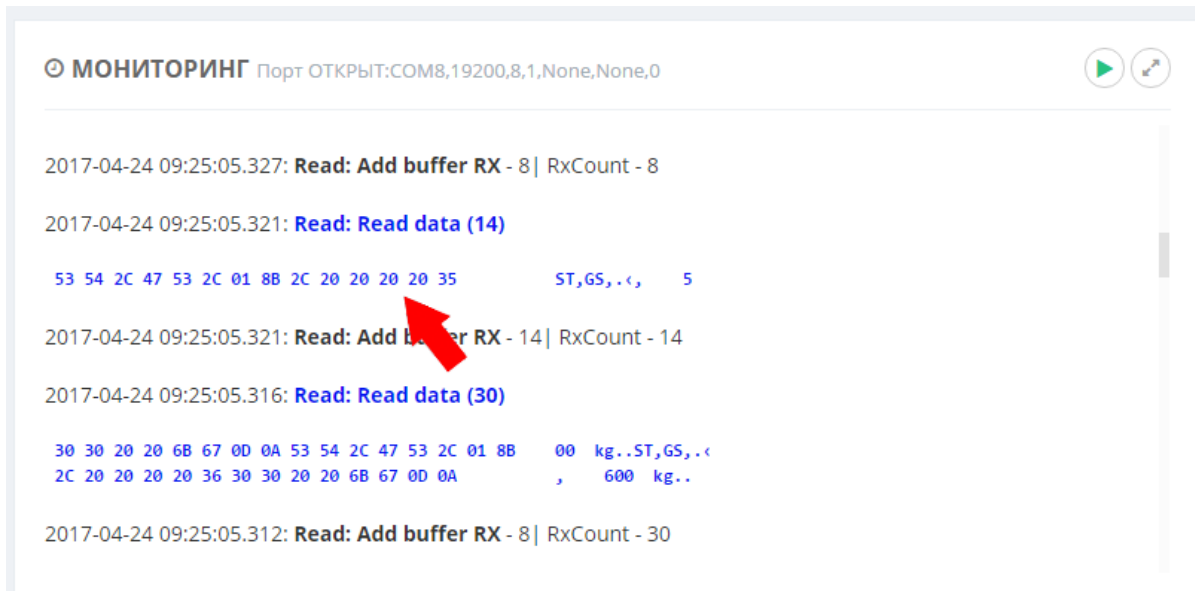 МОНИТОРИНГ Порт ОТКРЫТ:COM8,19200,8,1,None,None,0
2017-04-24 09:25:05.327: Read: Add buffer RX - 8| RxCount - 8
2017-04-24 09:25:05.321: Read: Read data (14)
53 54 2C 47 53 2C 01 8B 2C 20 20 20 20 35 ST,GS,.‹,    5
2017-04-24 09:25:05.321: Read: Add RX - 14| RxCount - 14
2017-04-24 09:25:05.316: Read: Read data (30)
30 30 20 20 6B 67 0D 0A 53 54 2C 47 53 2C 01 8B 00  kg..ST,GS,.‹
2C 20 20 20 20 36 30 30 20 20 6B 67 0D 0A ,    600  kg..
2017-04-24 09:25:05.312: Read: Add buffer RX - 8| RxCount - 30